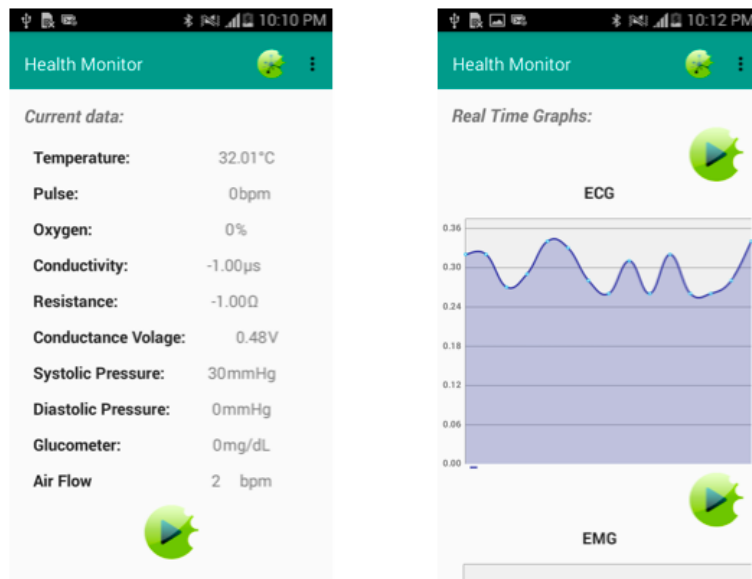 10:10 PM
Health Monitor
Current data:
Temperature: 32.01°C
Pulse: 0bpm
Oxygen: 0%
Conductivity: -1.00μs
Resistance: -1.00Ω
Conductance Volage: 0.48V
Systolic Pressure: 30mmHg
Diastolic Pressure: 0mmHg
Glucometer: 0mg/dL
Air Flow 2 bpm
10:12 PM
Health Monitor
Real Time Graphs:
ECG
0.36
0.30
0.24
0.18
0.12
0.06
0.00
EMG